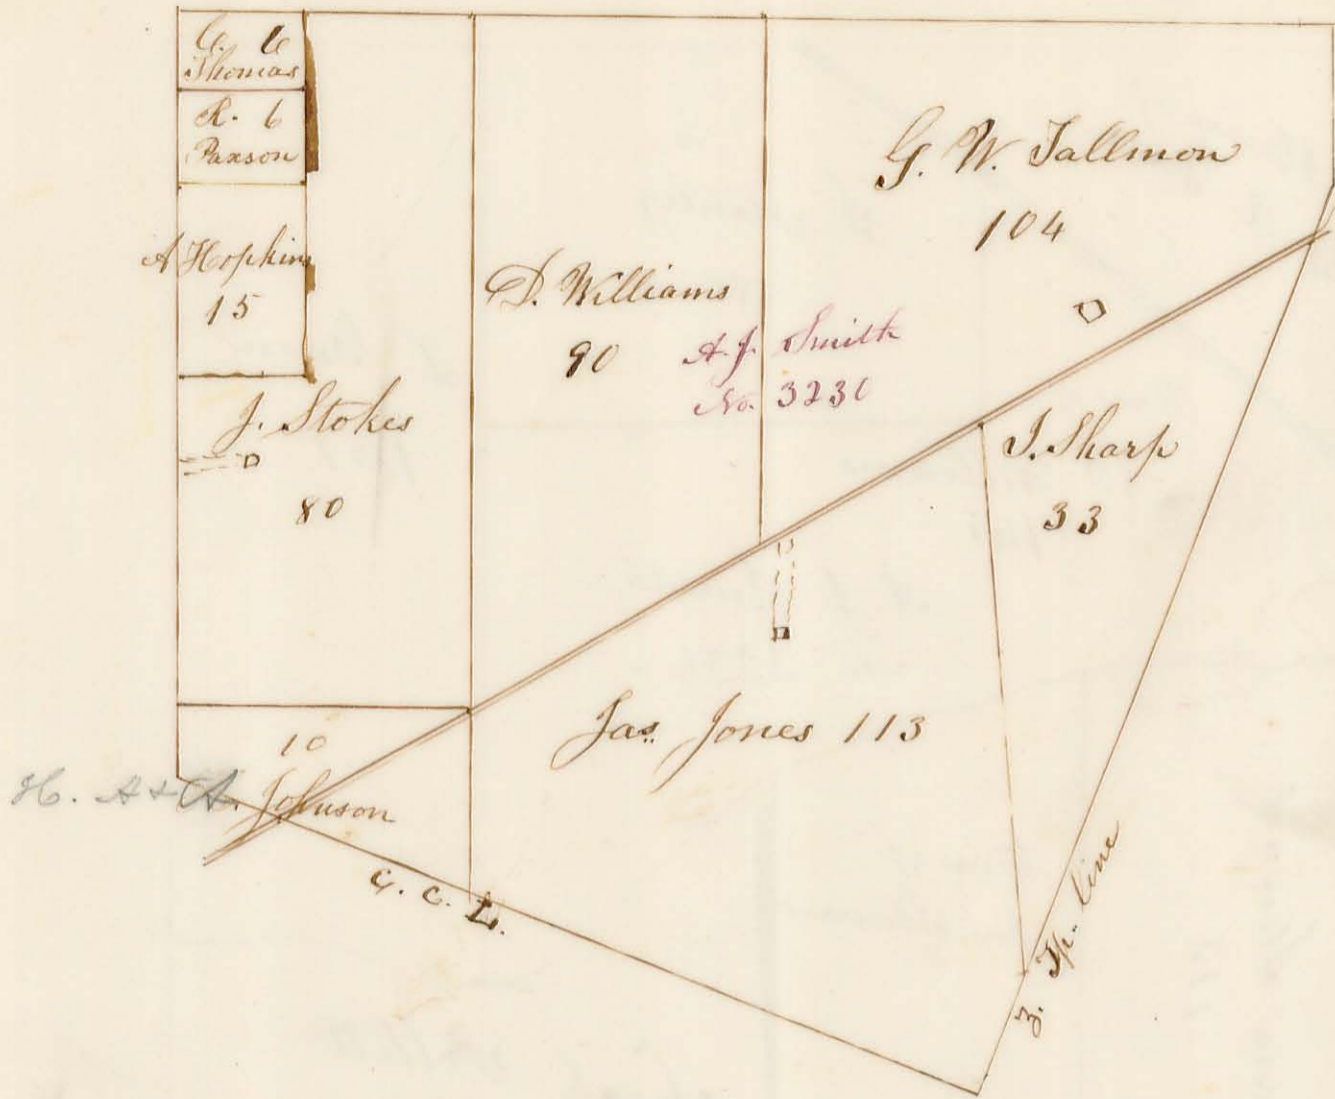 C. C
Thomas
R. C
Paxson
A Hopkins
15
G. W. Tallmon
104
D. Williams
90
A. J. Smith
No. 3230
J. Stokes
80
J. Sharp
33
Jas. Jones 113
10
H. A & A. Johnson
G. C. L.
Z. Tp. line